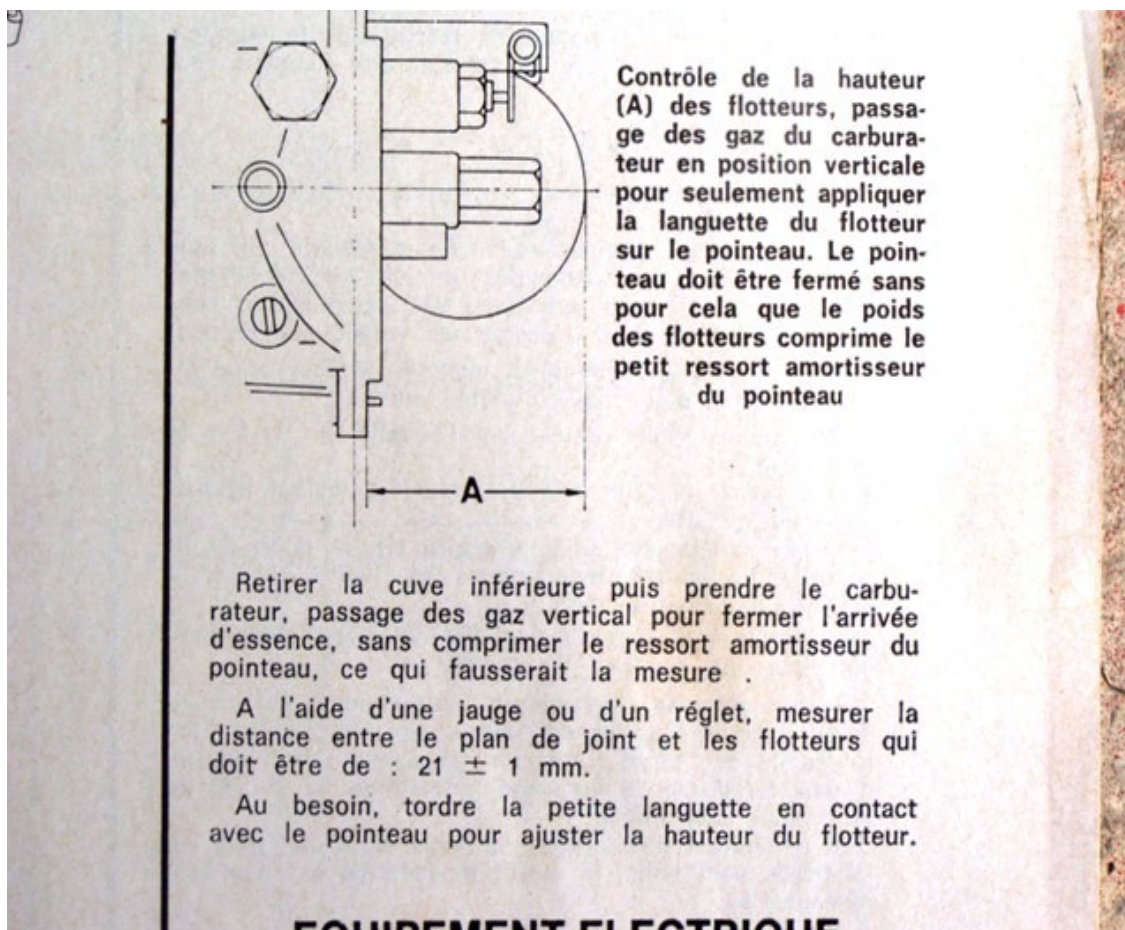 Contrôle de la hauteur
(A) des flotteurs, passa-
ge des gaz du carbura-
teur en position verticale
pour seulement appliquer
la languette du flotteur
sur le pointeau. Le poin-
teau doit être fermé sans
pour cela que le poids
des flotteurs comprime le
petit ressort amortisseur
du pointeau
A
Retirer la cuve inférieure puis prendre le carbu-
rateur, passage des gaz vertical pour fermer l'arrivée
d'essence, sans comprimer le ressort amortisseur du
pointeau, ce qui fausserait la mesure .
A l'aide d'une jauge ou d'un réglet, mesurer la
distance entre le plan de joint et les flotteurs qui
doit être de : 21 ± 1 mm.
Au besoin, tordre la petite languette en contact
avec le pointeau pour ajuster la hauteur du flotteur.
EQUIPEMENT ELECTRIQUE